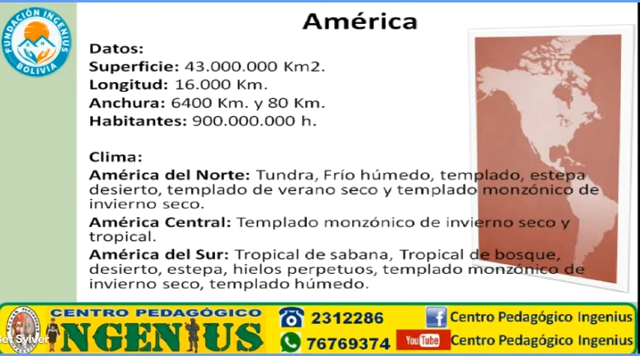 América
FUNDACIÓN INGENIUS
BOLIVIA
Datos:
Superficie: 43.000.000 Km2.
Longitud: 16.000 Km.
Anchura: 6400 Km. y 80 Km.
Habitantes: 900.000.000 h.
Clima:
América del Norte: Tundra, Frío húmedo, templado, estepa
desierto, templado de verano seco y templado monzónico de
invierno seco.
América Central: Templado monzónico de invierno seco y
tropical.
América del Sur: Tropical de sabana, Tropical de bosque,
desierto, estepa, hielos perpetuos, templado monzónico de
invierno seco, templado húmedo.
CENTRO PEDAGÓGICO
INGENIUS
2312286
76769374
f Centro Pedagógico Ingenius
YouTube Centro Pedagógico Ingenius
Sylver